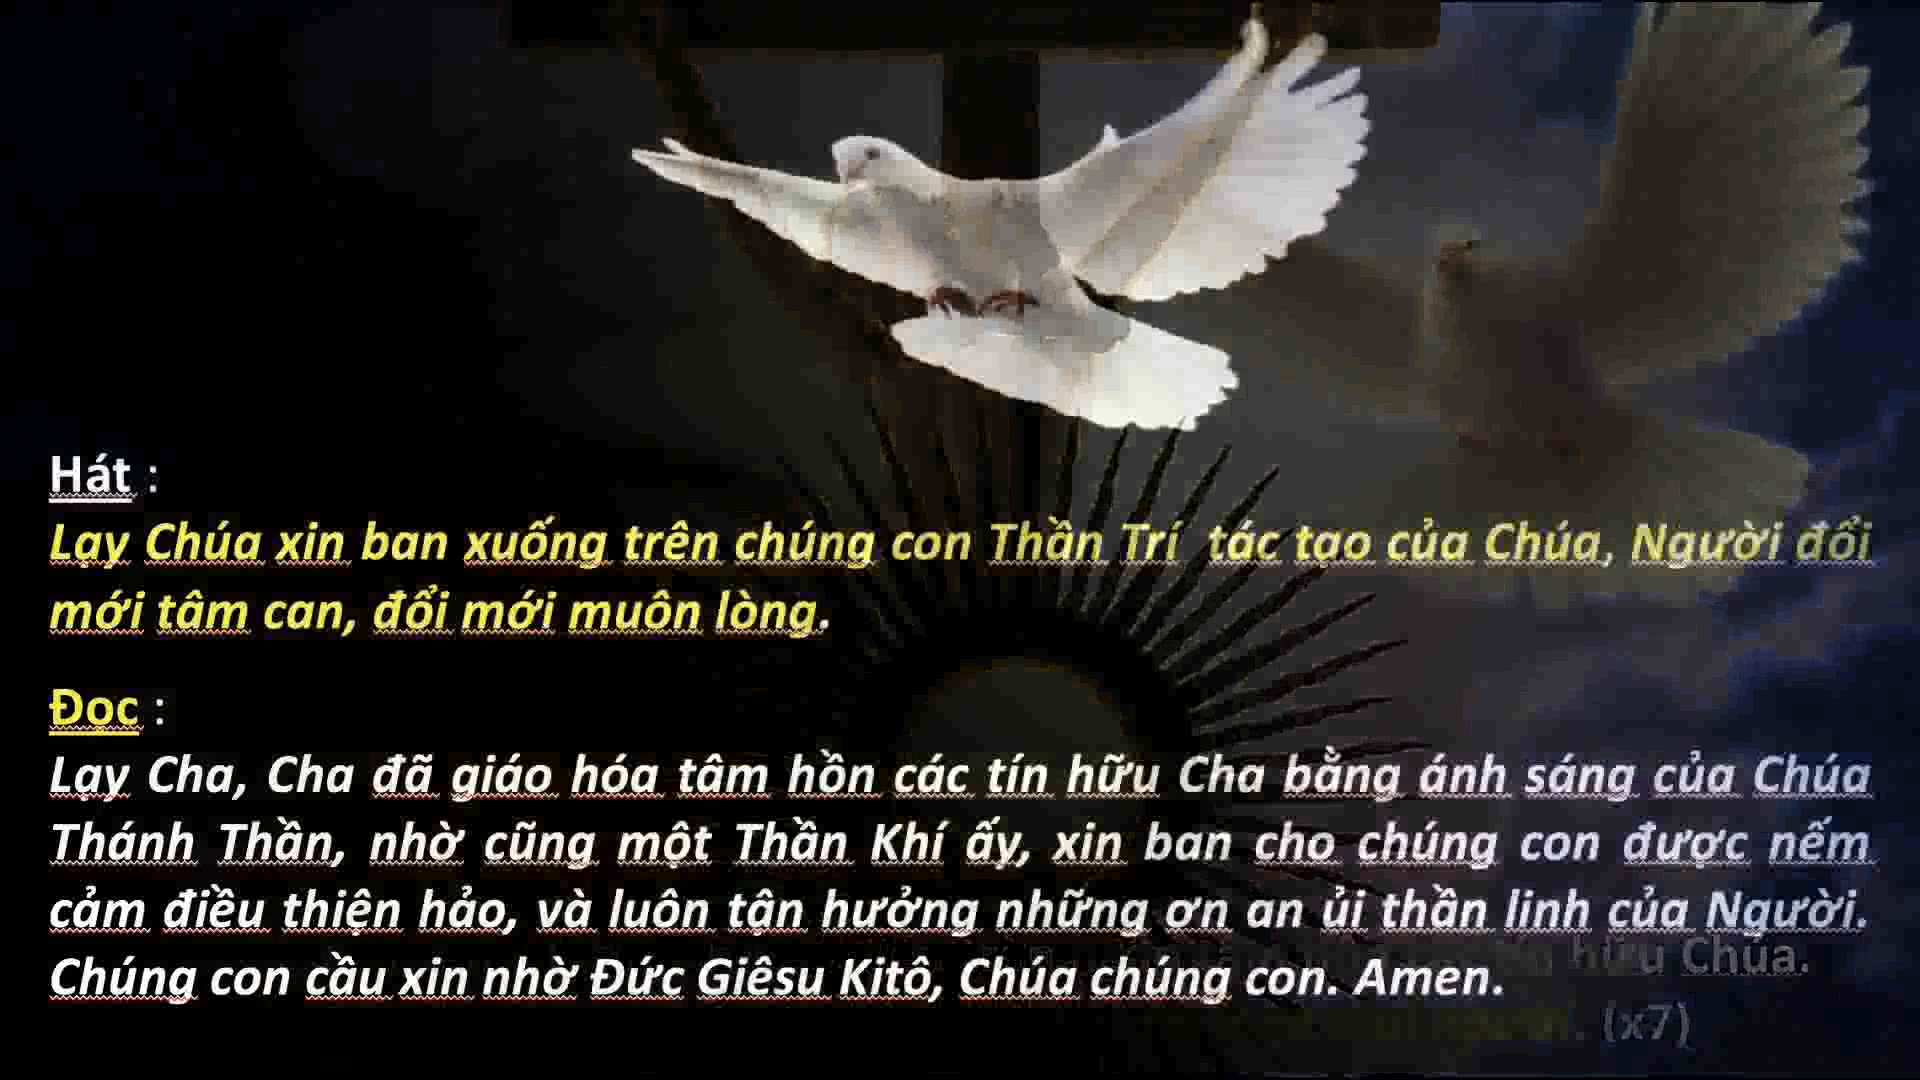 Hát :
Lạy Chúa xin ban xuống trên chúng con Thần Trí tác tạo của Chúa, Người đổi
mới tâm can, đổi mới muôn lòng.
Đọc :
Lạy Cha, Cha đã giáo hóa tâm hồn các tín hữu Cha bằng ánh sáng của Chúa
Thánh Thần, nhờ cũng một Thần Khí ấy, xin ban cho chúng con được nếm
cảm điều thiện hảo, và luôn tận hưởng những ơn an ủi thần linh của Người.
hữu Chúa.
Chúng con cầu xin nhờ Đức Giêsu Kitô, Chúa chúng con. Amen.
(x7)